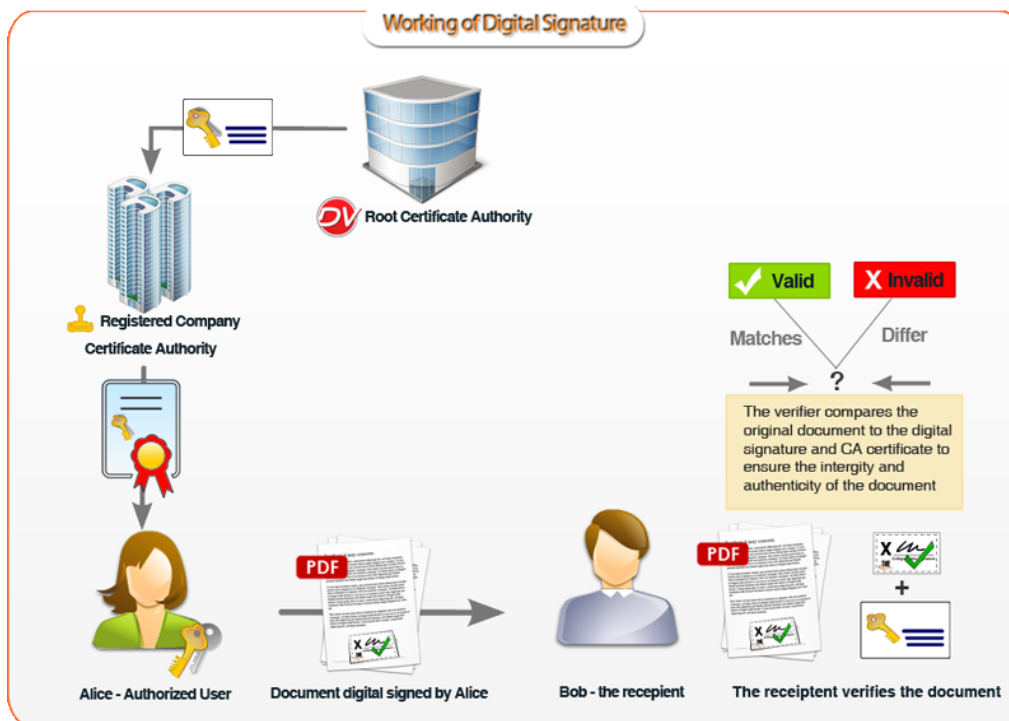 Working of Digital Signature
DV Root Certificate Authority
Registered Company
Certificate Authority
Valid
X Invalid
Matches
Differ
?
The verifier compares the
original document to the digital
signature and CA certificate to
ensure the intergity and
authenticity of the document
PDF
X
PDF
X
X
+
Alice - Authorized User
Document digital signed by Alice
Bob - the recepient
The receiptent verifies the document